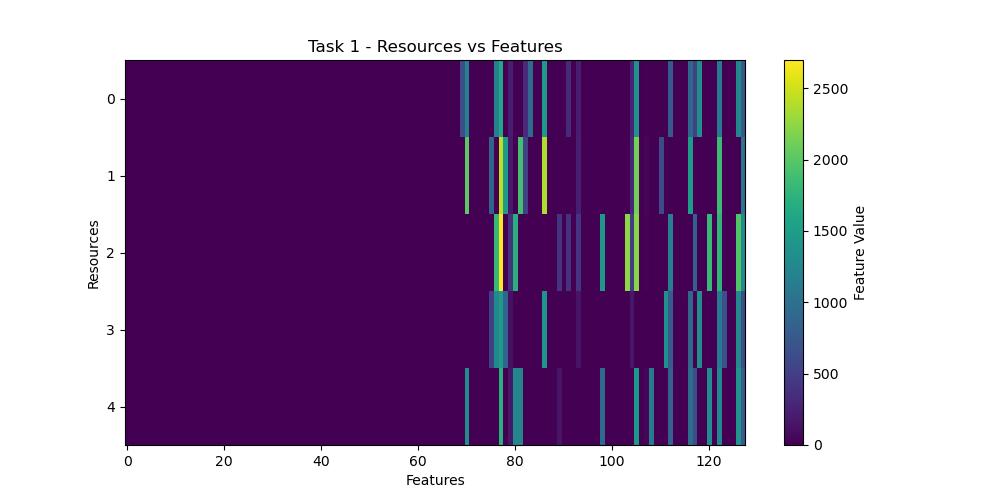 Task 1 - Resources vs Features
Resources
0
1
2
3
4
0 20 40 60 80 100 120
Features
2500
2000
1500
1000
500
0
Feature Value